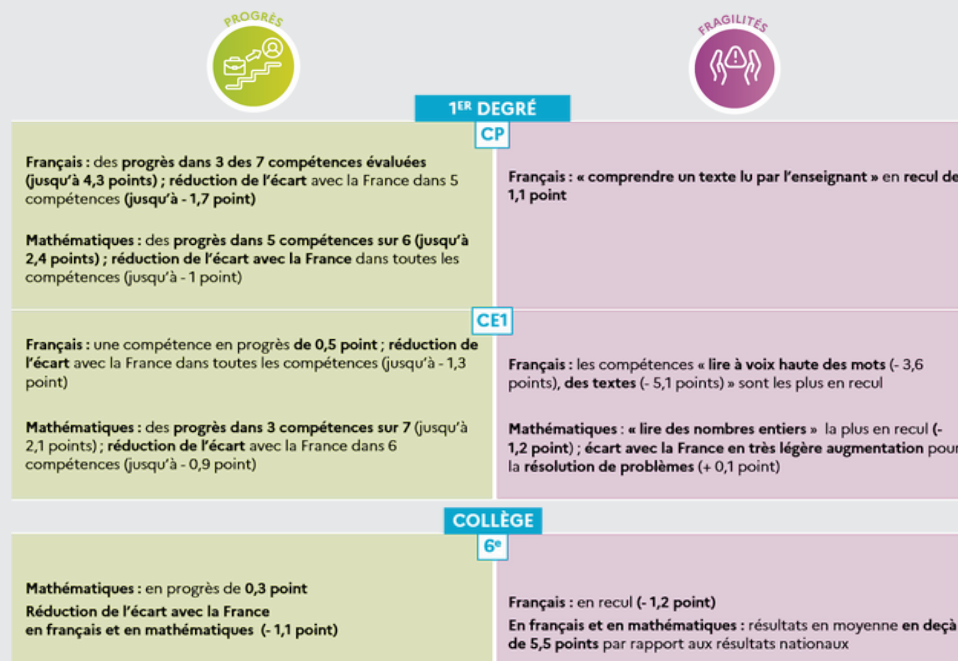 PROGRÈS
FRAGILITÉS
1ER DEGRÉ
CP
Français : des progrès dans 3 des 7 compétences évaluées
(jusqu'à 4,3 points) ; réduction de l'écart avec la France dans 5
compétences (jusqu'à - 1,7 point)
Mathématiques : des progrès dans 5 compétences sur 6 (jusqu'à
2,4 points) ; réduction de l'écart avec la France dans toutes les
compétences (jusqu'à - 1 point)
Français : « comprendre un texte lu par l'enseignant » en recul de
1,1 point
CE1
Français : une compétence en progrès de 0,5 point ; réduction de
l'écart avec la France dans toutes les compétences (jusqu'à - 1,3
point)
Mathématiques : des progrès dans 3 compétences sur 7 (jusqu'à
2,1 points) ; réduction de l'écart avec la France dans 6
compétences (jusqu'à - 0,9 point)
Français : les compétences « lire à voix haute des mots (- 3,6
points), des textes (- 5,1 points) » sont les plus en recul
Mathématiques : « lire des nombres entiers » la plus en recul (-
1,2 point) ; écart avec la France en très légère augmentation pour
la résolution de problèmes (+ 0,1 point)
COLLÈGE
6e
Mathématiques : en progrès de 0,3 point
Réduction de l'écart avec la France
en français et en mathématiques (- 1,1 point)
Français : en recul (- 1,2 point)
En français et en mathématiques : résultats en moyenne en deçà
de 5,5 points par rapport aux résultats nationaux